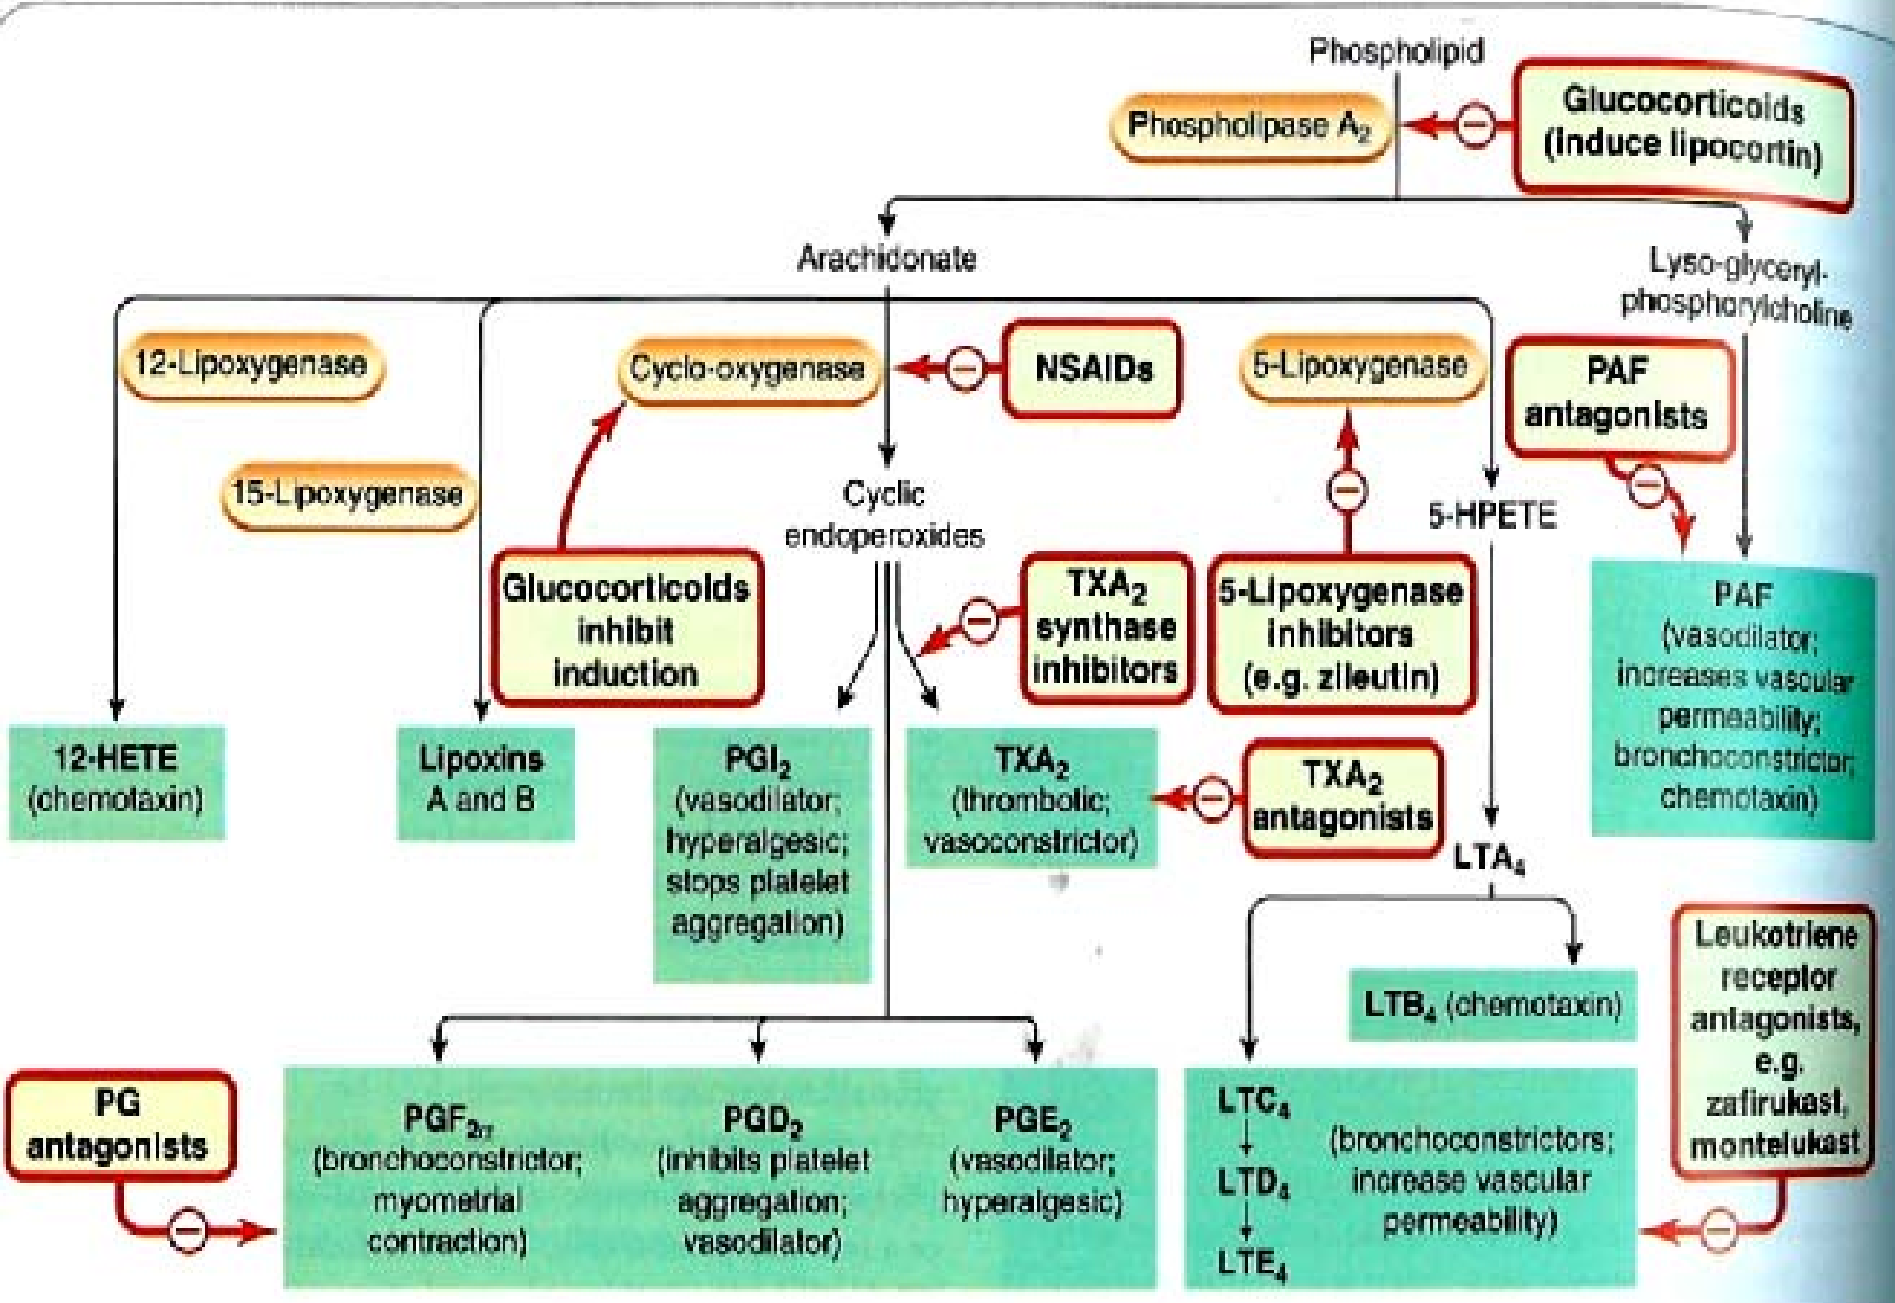 Phospholipid
Phospholipase A₂
Glucocorticoids
(induce lipocortin)
Arachidonate
Lyso-glyceryl-
phosphorylcholine
12-Lipoxygenase
Cyclo-oxygenase
NSAIDs
5-Lipoxygenase
PAF
antagonists
15-Lipoxygenase
Cyclic
endoperoxides
5-HPETE
Glucocorticoids
inhibit
induction
TXA₂
synthase
inhibitors
5-Lipoxygenase
inhibitors
(e.g. zileutin)
PAF
(vasodilator;
increases vascular
permeability;
bronchoconstrictor;
chemotaxin)
12-HETE
(chemotaxin)
Lipoxins
A and B
PGI₂
(vasodilator;
hyperalgesic;
stops platelet
aggregation)
TXA₂
(thrombotic;
vasoconstrictor)
TXA₂
antagonists
LTA₄
LTB₄ (chemotaxin)
Leukotriene
receptor
antagonists,
e.g.
zafirukast,
montelukast
PG
antagonists
PGF₂α
(bronchoconstrictor;
myometrial
contraction)
PGD₂
(inhibits platelet
aggregation;
vasodilator)
PGE₂
(vasodilator;
hyperalgesic)
LTC₄
LTD₄
LTE₄
(bronchoconstrictors;
increase vascular
permeability)